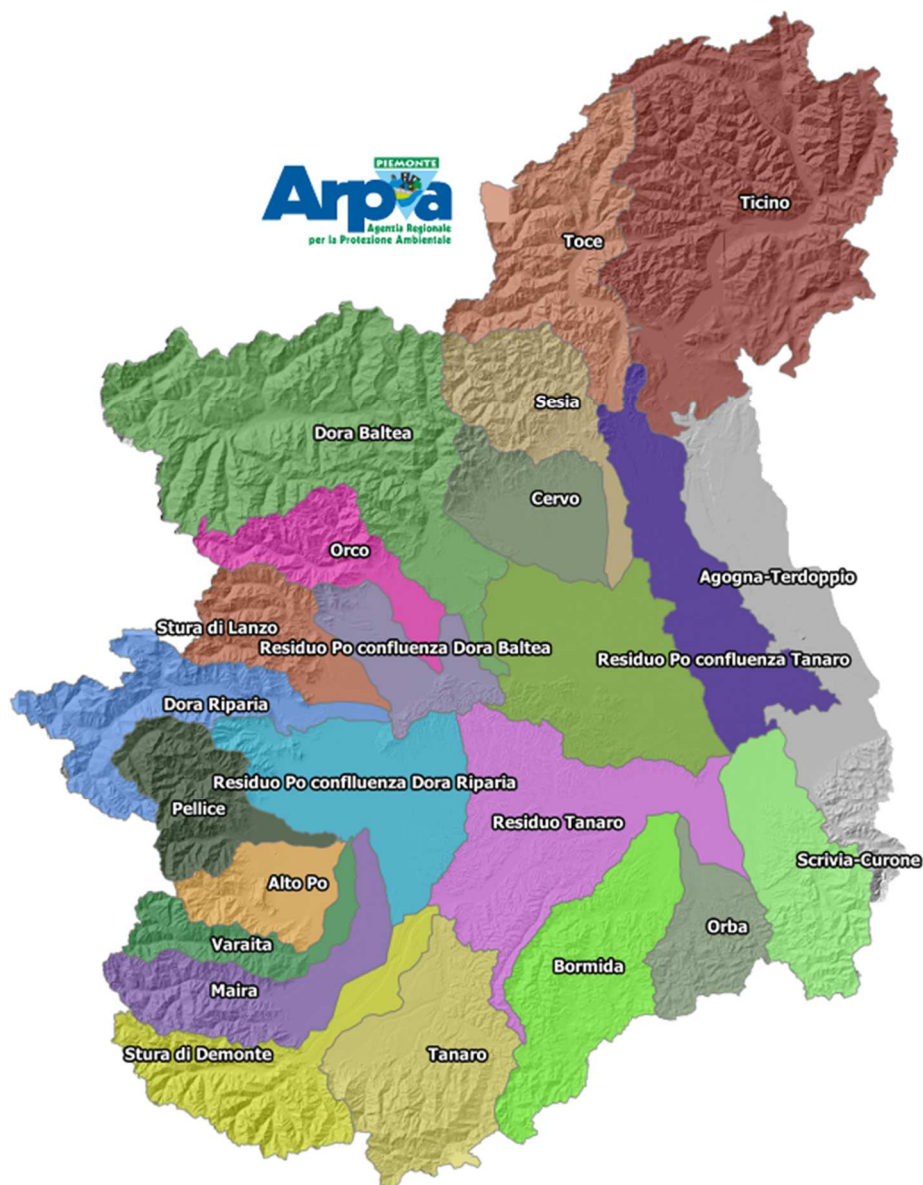 PIEMONTE
Arpa
Agenzia Regionale
per la Protezione Ambientale
Ticino
Toce
Sesia
Dora Baltea
Cervo
Orco
Agogna-Terdoppio
Stura di Lanzo
Residuo Po confluenza Dora Baltea
Residuo Po confluenza Tanaro
Dora Riparia
Residuo Po conflluenza Dora Riparia
Pellice
Residuo Tanaro
Scrivia-Curone
Alto Po
Orba
Varaita
Bormida
Maira
Stura di Demonte
Tanaro